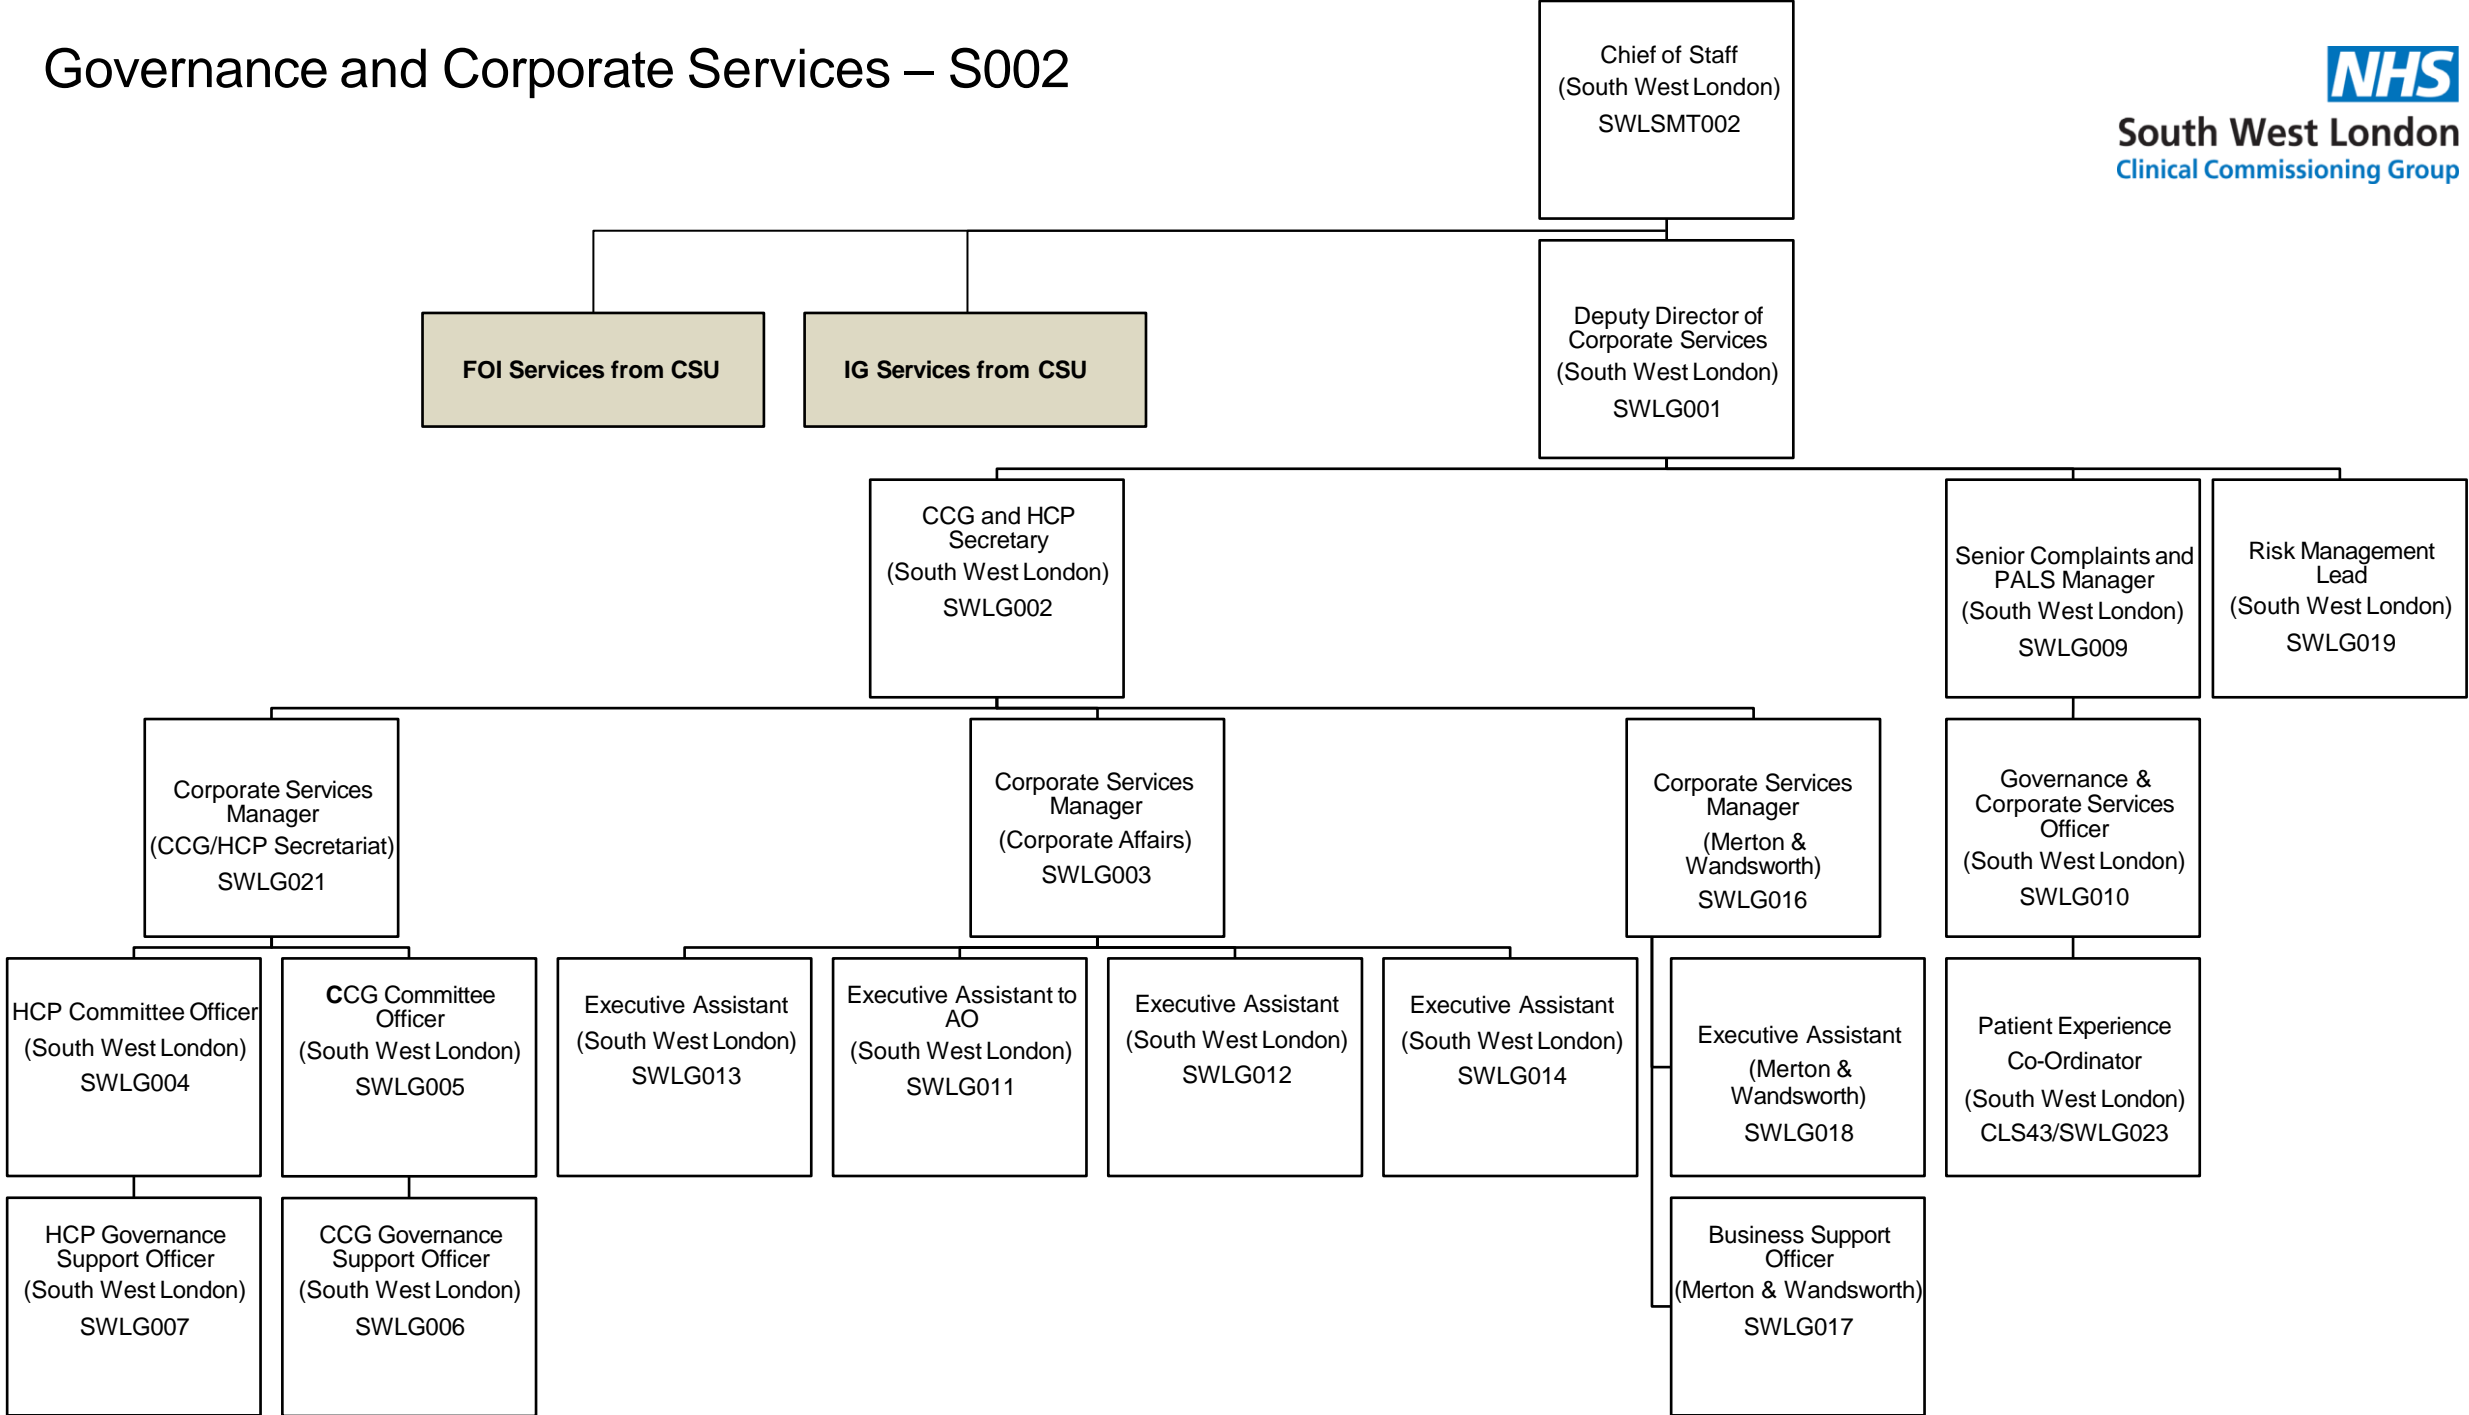 Governance and Corporate Services – S002
NHS
South West London
Clinical Commissioning Group
Chief of Staff
(South West London)
SWLSMT002
FOI Services from CSU
IG Services from CSU
Deputy Director of
Corporate Services
(South West London)
SWLG001
CCG and HCP
Secretary
(South West London)
SWLG002
Senior Complaints and
PALS Manager
(South West London)
SWLG009
Risk Management
Lead
(South West London)
SWLG019
Corporate Services
Manager
(CCG/HCP Secretariat)
SWLG021
Corporate Services
Manager
(Corporate Affairs)
SWLG003
Corporate Services
Manager
(Merton &
Wandsworth)
SWLG016
Governance &
Corporate Services
Officer
(South West London)
SWLG010
HCP Committee Officer
(South West London)
SWLG004
CCG Committee
Officer
(South West London)
SWLG005
Executive Assistant
(South West London)
SWLG013
Executive Assistant to
AO
(South West London)
SWLG011
Executive Assistant
(South West London)
SWLG012
Executive Assistant
(South West London)
SWLG014
Executive Assistant
(Merton &
Wandsworth)
SWLG018
Patient Experience
Co-Ordinator
(South West London)
CLS43/SWLG023
HCP Governance
Support Officer
(South West London)
SWLG007
CCG Governance
Support Officer
(South West London)
SWLG006
Business Support
Officer
(Merton & Wandsworth)
SWLG017